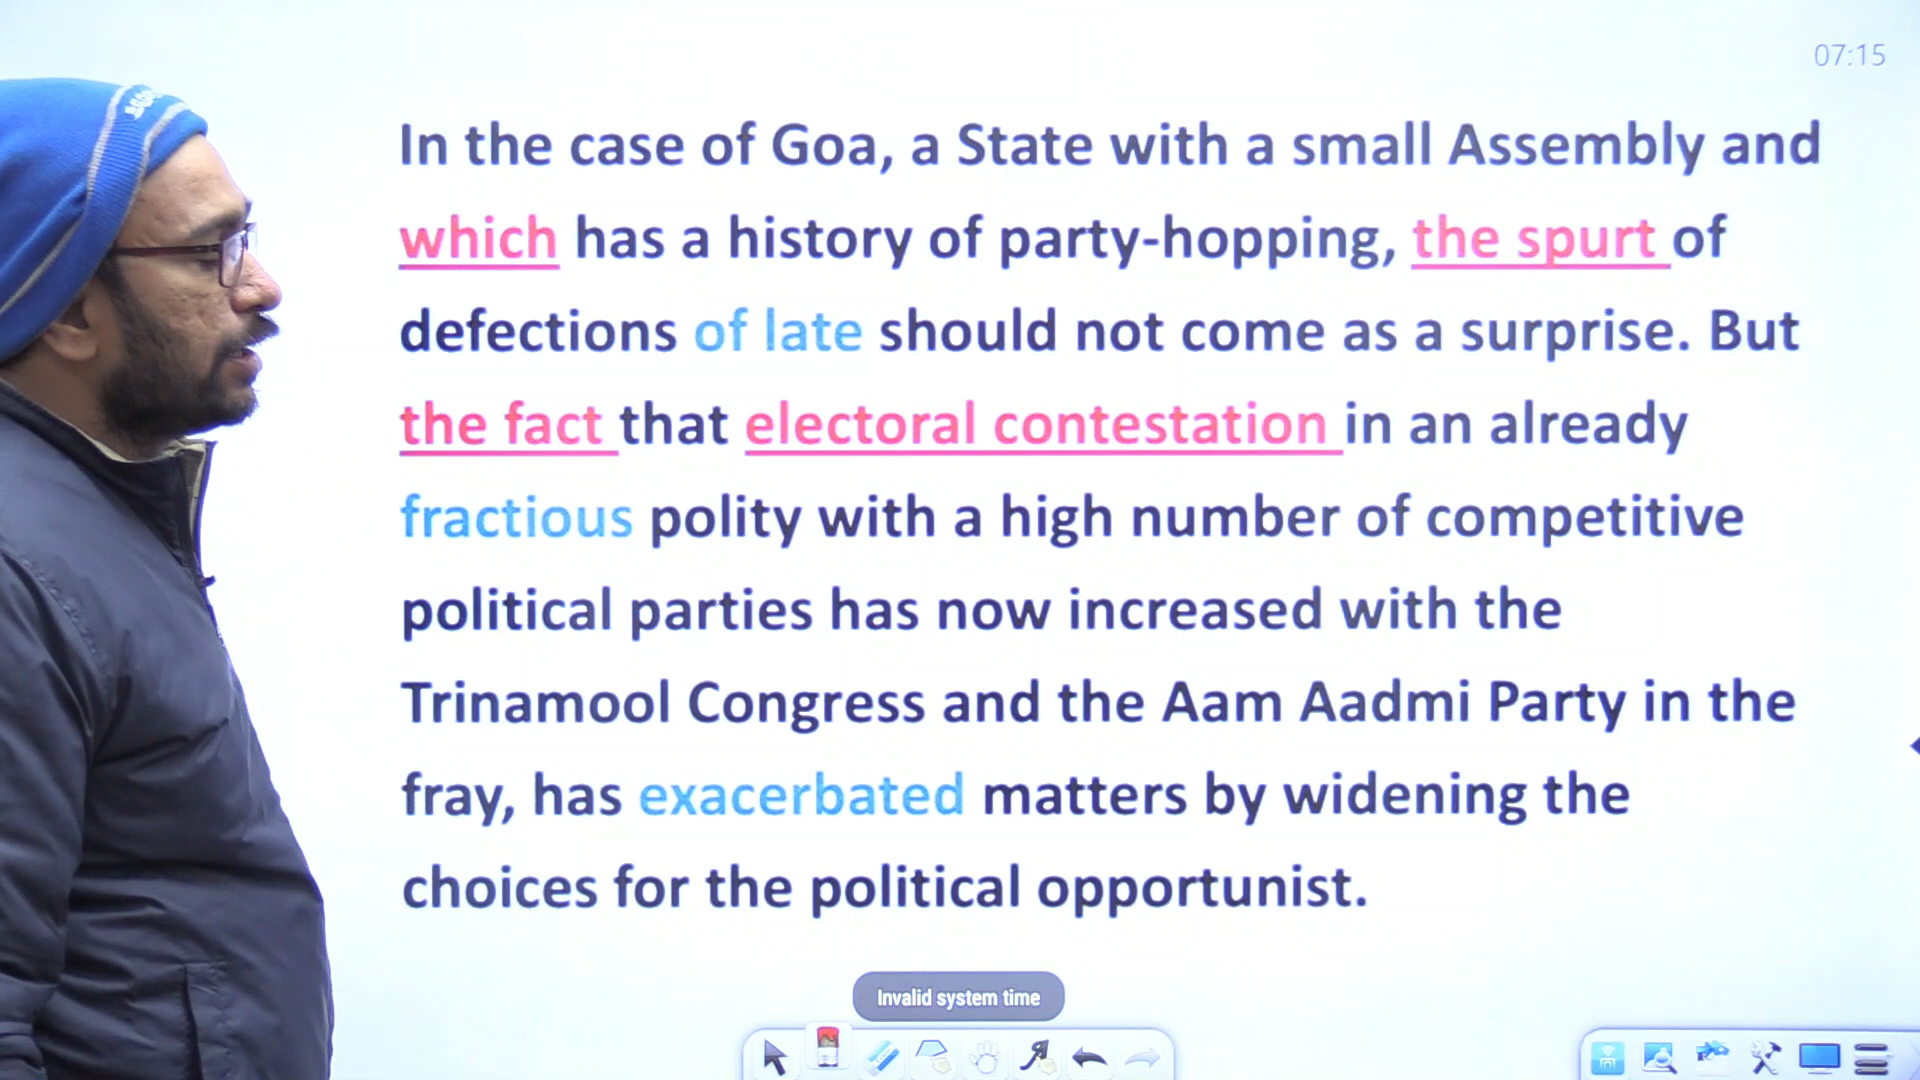 07:15
In the case of Goa, a State with a small Assembly and
which has a history of party-hopping, the spurt of
defections of late should not come as a surprise. But
the fact that electoral contestation in an already
fractious polity with a high number of competitive
political parties has now increased with the
Trinamool Congress and the Aam Aadmi Party in the
fray, has exacerbated matters by widening the
choices for the political opportunist.
Invalid system time